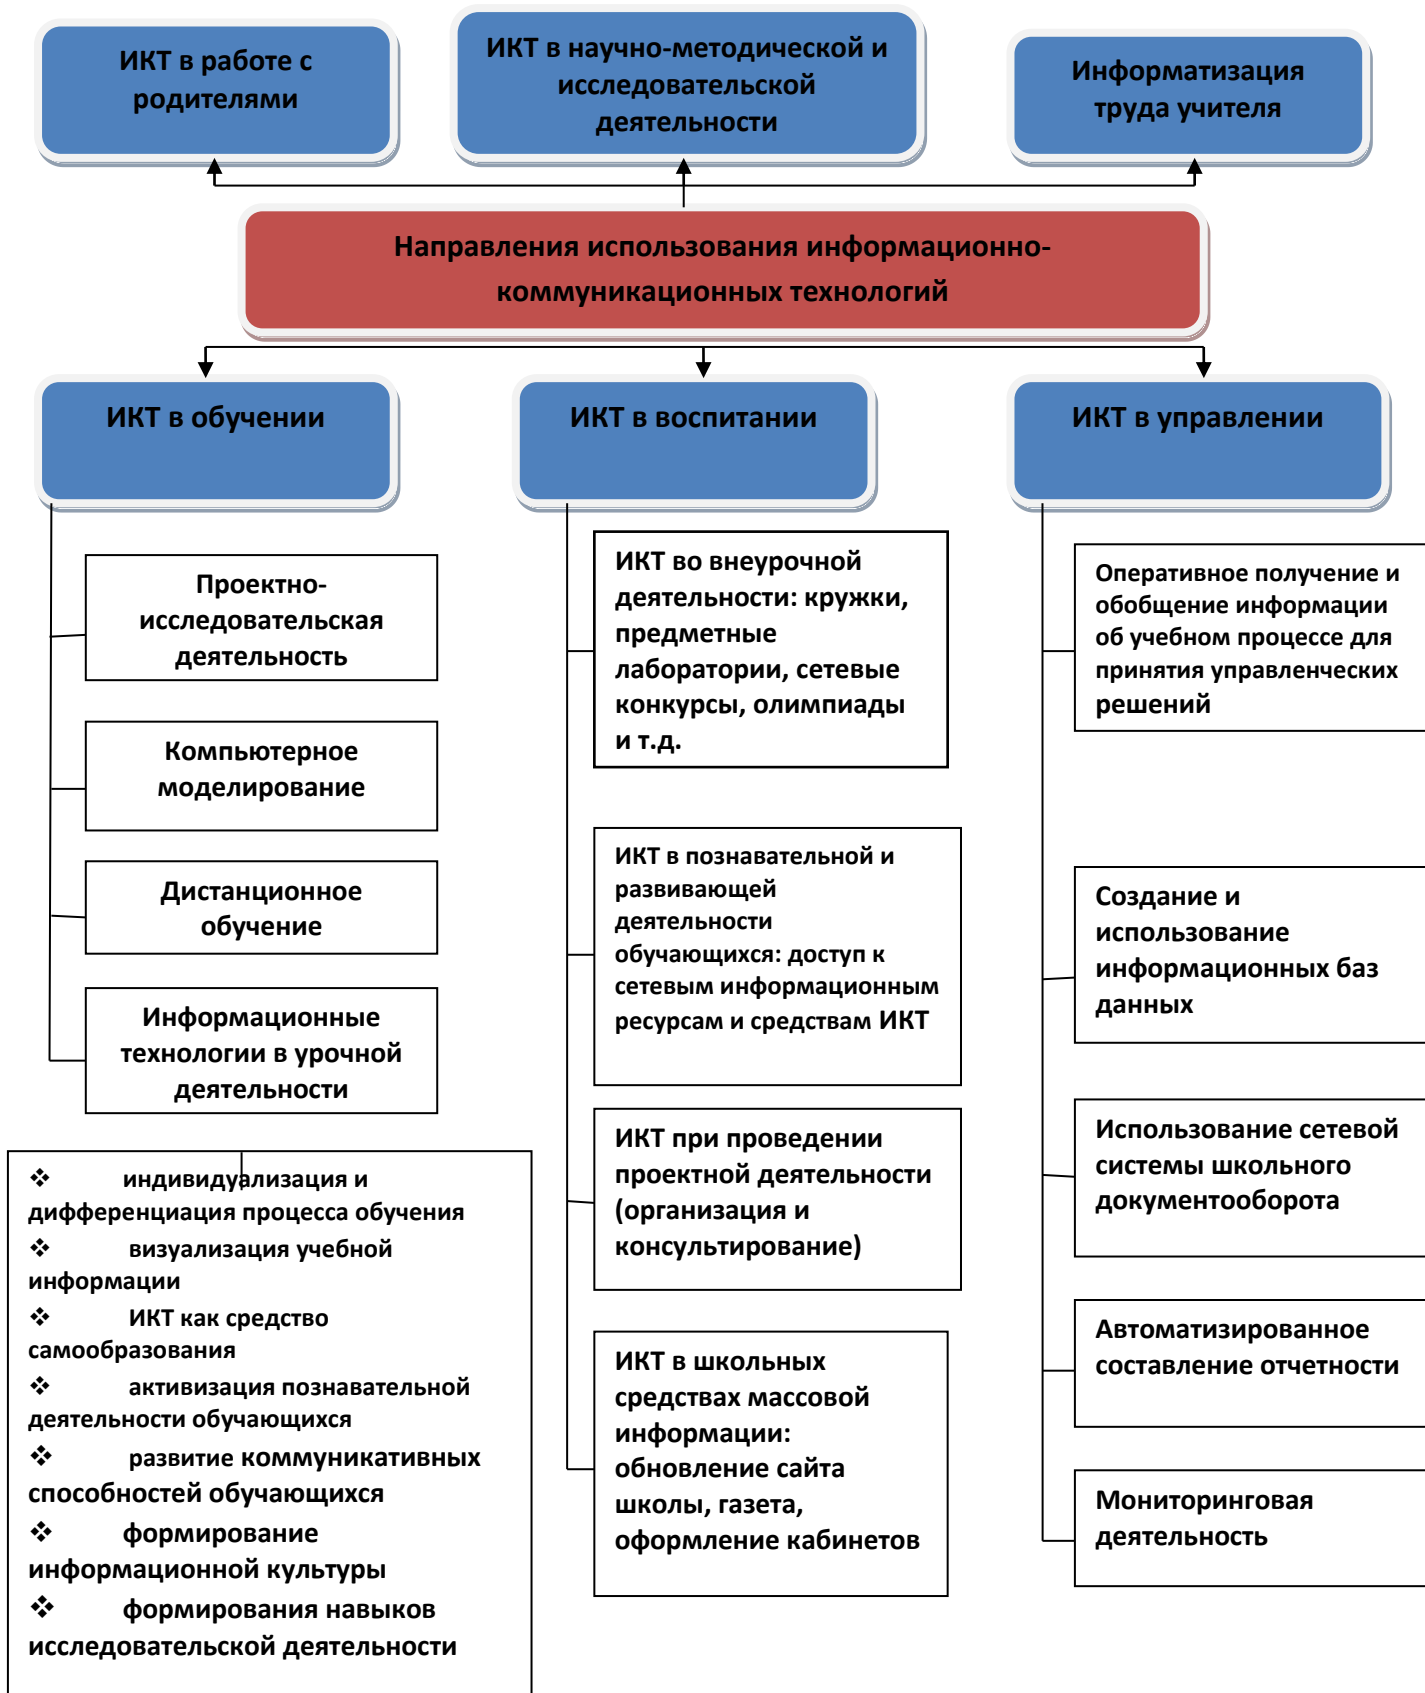 ИКТ в работе с
родителями
ИКТ в научно-методической и
исследовательской
деятельности
Информатизация
труда учителя
Направления использования информационно-
коммуникационных технологий
ИКТ в обучении
ИКТ в воспитании
ИКТ в управлении
Проектно-
исследовательская
деятельность
Компьютерное
моделирование
Дистанционное
обучение
Информационные
технологии в урочной
деятельности
❖ индивидуализация и
дифференциация процесса обучения
❖ визуализация учебной
информации
❖ ИКТ как средство
самообразования
❖ активизация познавательной
деятельности обучающихся
❖ развитие коммуникативных
способностей обучающихся
❖ формирование
информационной культуры
❖ формирования навыков
исследовательской деятельности
ИКТ во внеурочной
деятельности: кружки,
предметные
лаборатории, сетевые
конкурсы, олимпиады
и т.д.
ИКТ в познавательной и
развивающей
деятельности
обучающихся: доступ к
сетевым информационным
ресурсам и средствам ИКТ
ИКТ при проведении
проектной деятельности
(организация и
консультирование)
ИКТ в школьных
средствах массовой
информации:
обновление сайта
школы, газета,
оформление кабинетов
Оперативное получение и
обобщение информации
об учебном процессе для
принятия управленческих
решений
Создание и
использование
информационных баз
данных
Использование сетевой
системы школьного
документооборота
Автоматизированное
составление отчетности
Мониторинговая
деятельность